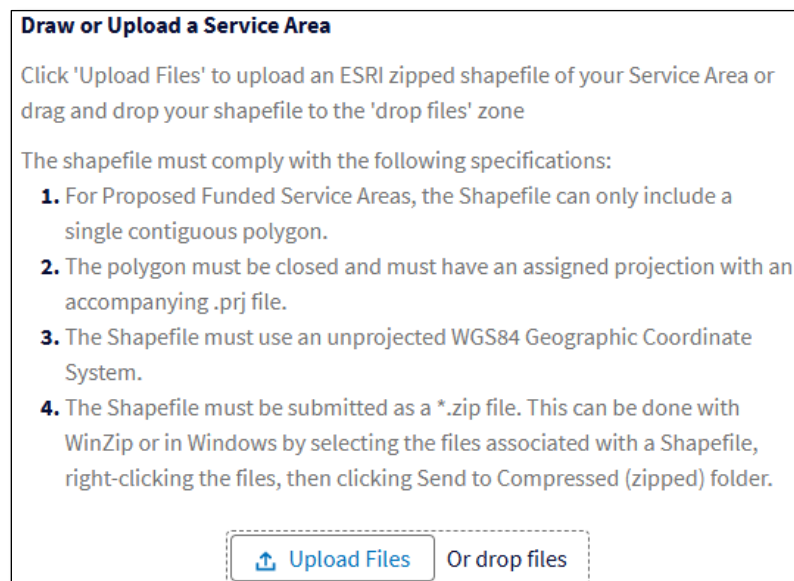 Draw or Upload a Service Area
Click 'Upload Files' to upload an ESRI zipped shapefile of your Service Area or
drag and drop your shapefile to the 'drop files' zone
The shapefile must comply with the following specifications:
1. For Proposed Funded Service Areas, the Shapefile can only include a
single contiguous polygon.
2. The polygon must be closed and must have an assigned projection with an
accompanying .prj file.
3. The Shapefile must use an unprojected WGS84 Geographic Coordinate
System.
4. The Shapefile must be submitted as a *.zip file. This can be done with
WinZip or in Windows by selecting the files associated with a Shapefile,
right-clicking the files, then clicking Send to Compressed (zipped) folder.
Upload Files Or drop files